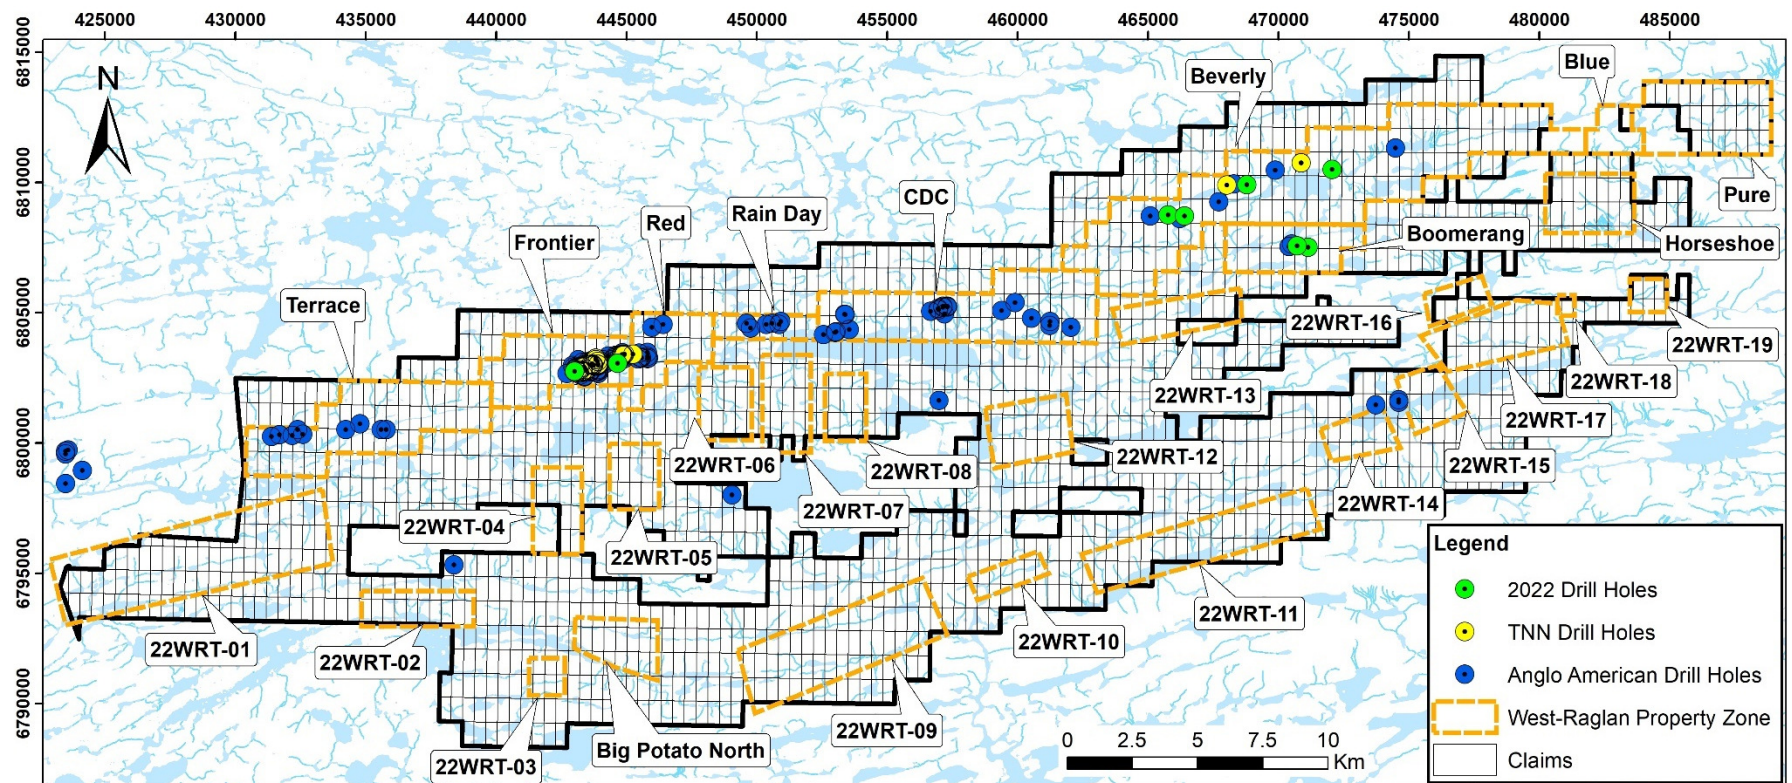 425000 430000 435000 440000 445000 450000 455000 460000 465000 470000 475000 480000 485000
6815000
6810000
6805000
6800000
6795000
6790000
N
Blue
Beverly
Pure
CDC
Rain Day
Red
Boomerang
Frontier
Horseshoe
Terrace
22WRT-16
22WRT-19
22WRT-18
22WRT-13
22WRT-17
22WRT-12
22WRT-15
22WRT-06
22WRT-08
22WRT-14
22WRT-07
22WRT-04
22WRT-05
22WRT-11
22WRT-10
22WRT-01
22WRT-02
22WRT-09
Big Potato North
22WRT-03
0 2.5 5 7.5 10
Km
Legend
2022 Drill Holes
TNN Drill Holes
Anglo American Drill Holes
West-Raglan Property Zone
Claims